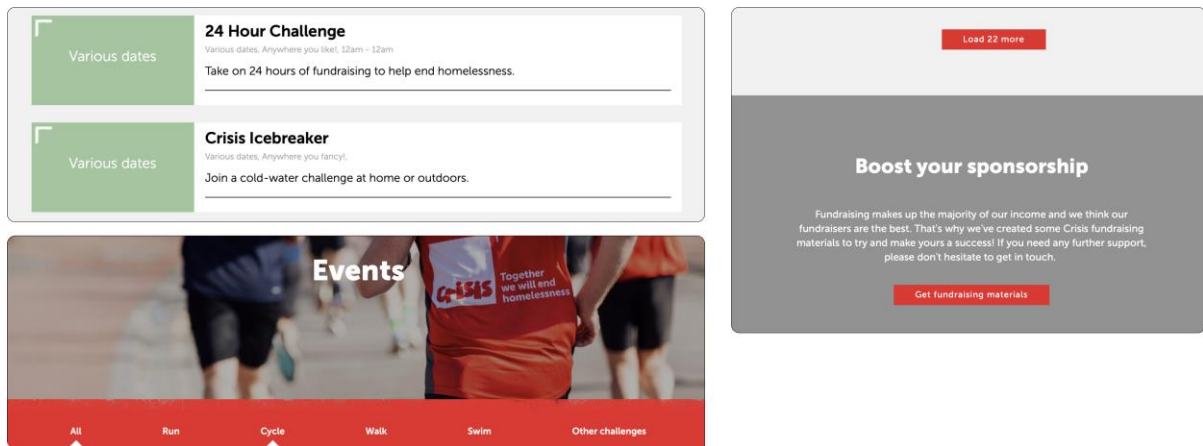 Various dates
24 Hour Challenge
Various dates, Anywhere you like!, 12am - 12am
Take on 24 hours of fundraising to help end homelessness.
Various dates
Crisis Icebreaker
Various dates, Anywhere you fancy!,
Join a cold-water challenge at home or outdoors.
Events
CRISIS
Together
we will end
homelessness
All Run Cycle Walk Swim Other challenges
Load 22 more
Boost your sponsorship
Fundraising makes up the majority of our income and we think our
fundraisers are the best. That's why we've created some Crisis fundraising
materials to try and make yours a success! If you need any further support,
please don't hesitate to get in touch.
Get fundraising materials